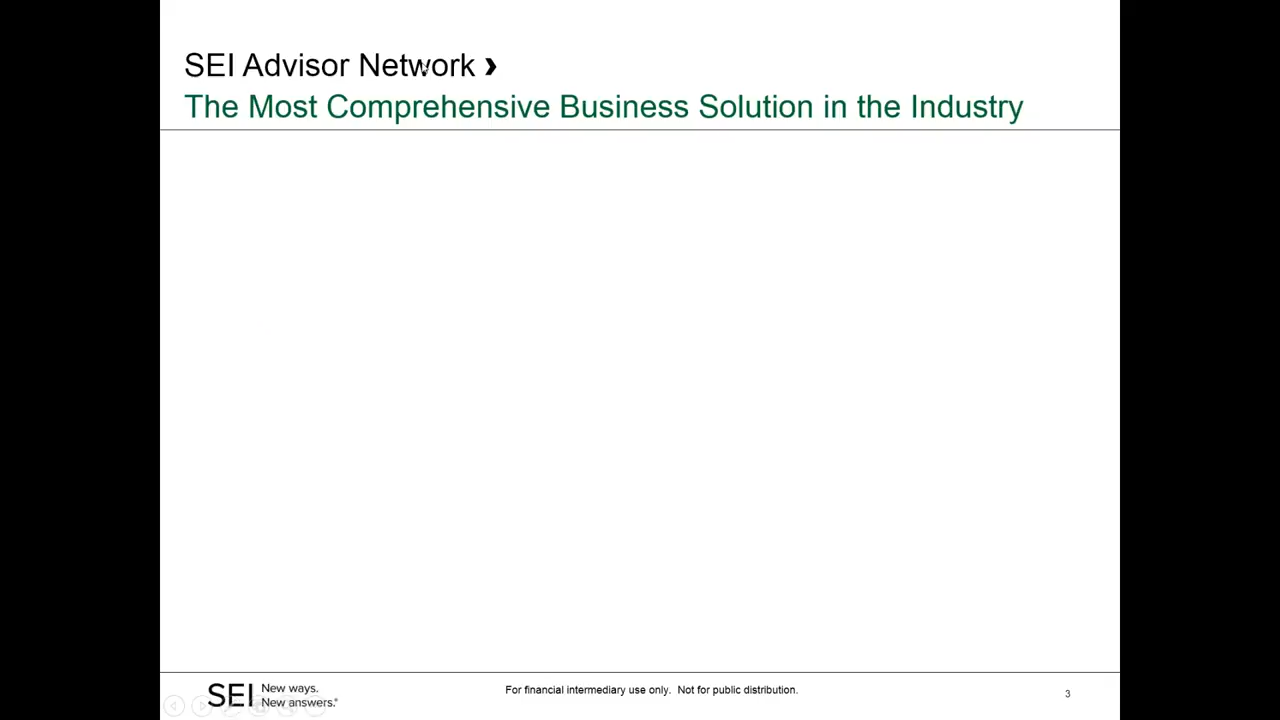 SEI Advisor Network ›
The Most Comprehensive Business Solution in the Industry
SEI New ways.
New answers.®
For financial intermediary use only. Not for public distribution.
3